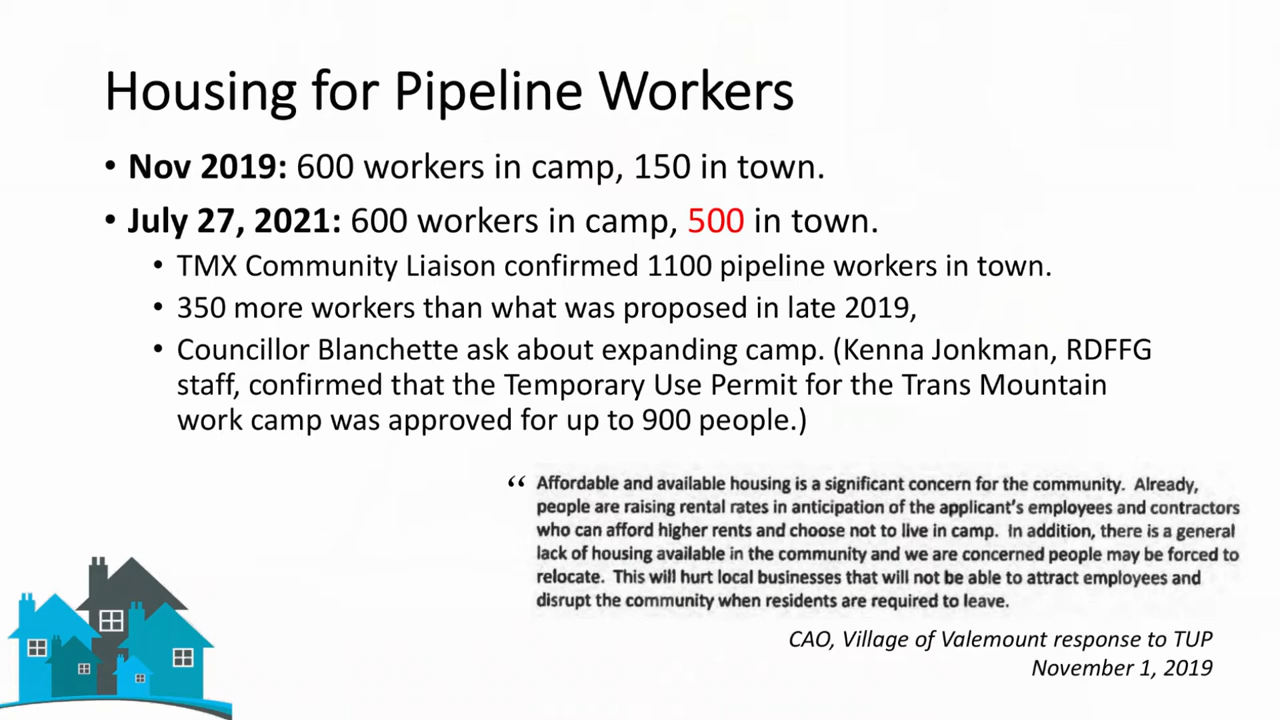 Housing for Pipeline Workers
• Nov 2019: 600 workers in camp, 150 in town.
• July 27, 2021: 600 workers in camp, 500 in town.
• TMX Community Liaison confirmed 1100 pipeline workers in town.
• 350 more workers than what was proposed in late 2019,
• Councillor Blanchette ask about expanding camp. (Kenna Jonkman, RDFFG
staff, confirmed that the Temporary Use Permit for the Trans Mountain
work camp was approved for up to 900 people.)
“ Affordable and available housing is a significant concern for the community. Already,
people are raising rental rates in anticipation of the applicant's employees and contractors
who can afford higher rents and choose not to live in camp. In addition, there is a general
lack of housing available in the community and we are concerned people may be forced to
relocate. This will hurt local businesses that will not be able to attract employees and
disrupt the community when residents are required to leave.
CAO, Village of Valemount response to TUP
November 1, 2019